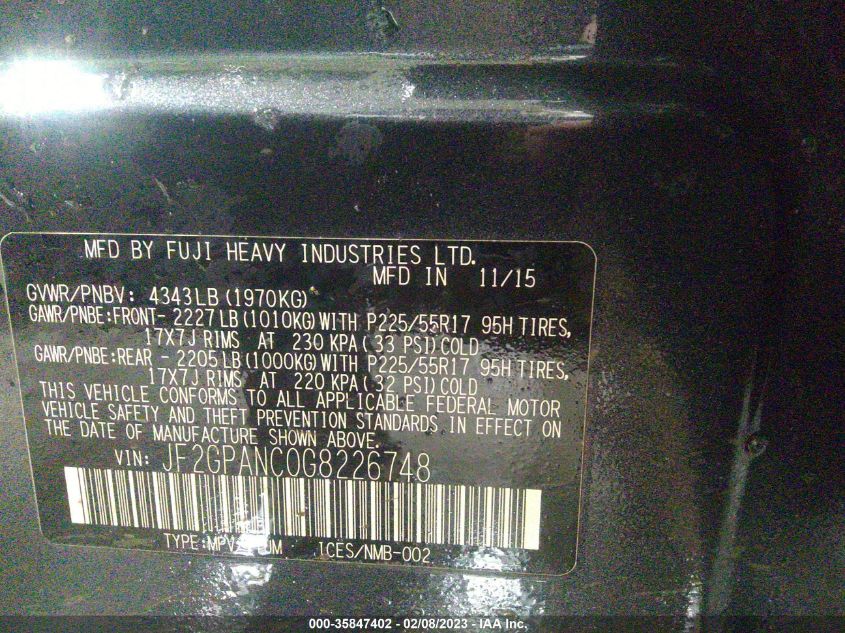 MFD BY FUJI HEAVY INDUSTRIES LTD.
MFD IN 11/15
GVWR/PNBV: 4343LB (1970KG)
GAWR/PNBE:FRONT- 2227LB (1010KG)WITH P225/55R17 95H TIRES,
17X7J RIMS AT 230 KPA( 33 PSI)COLD
GAWR/PNBE:REAR - 2205LB (1000KG)WITH P225/55R17 95H TIRES,
17X7J RIMS AT 220 KPA( 32 PSI)COLD
THIS VEHICLE CONFORMS TO ALL APPLICABLE FEDERAL MOTOR
VEHICLE SAFETY AND THEFT PREVENTION STANDARDS IN EFFECT ON
THE DATE OF MANUFACTURE SHOWN ABOVE.
VIN: JF2GPANC0G8226748
TYPE:MPV ICES/NMB-002
000-35847402 - 02/08/2023 - IAA, Inc.